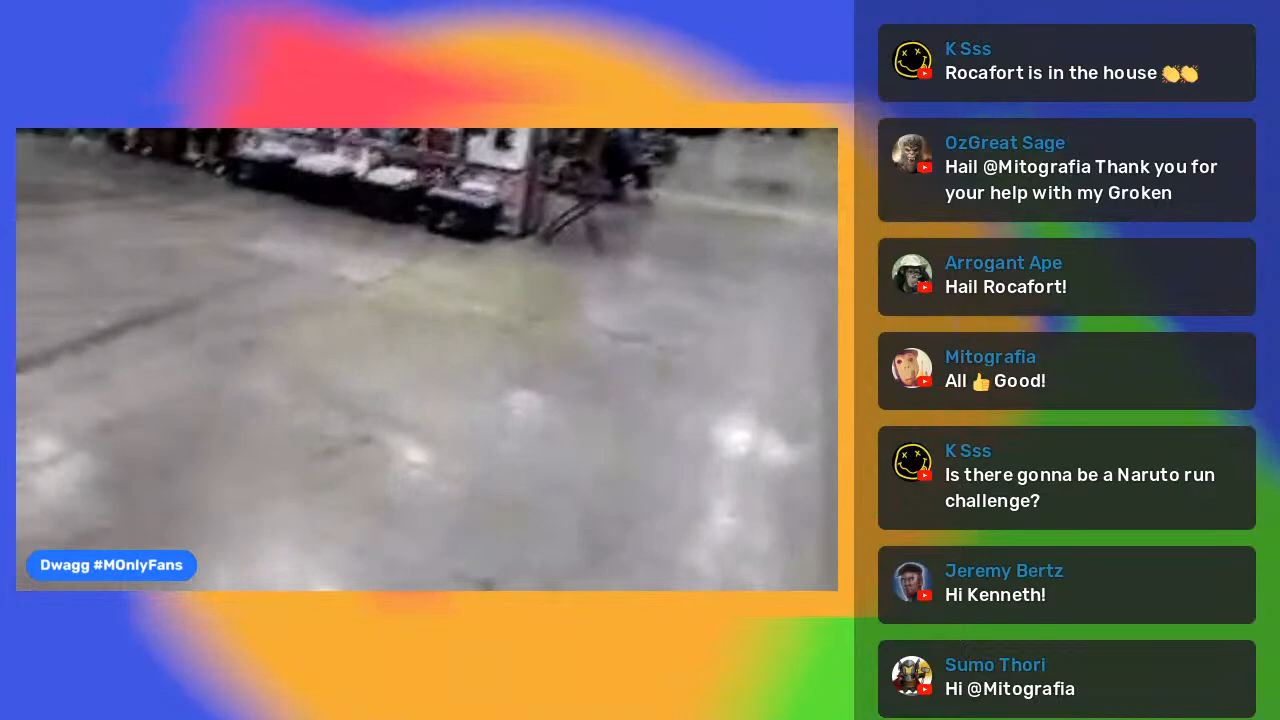 K Sss
Rocafort is in the house 👏👏
OzGreat Sage
Hail @Mitografia Thank you for
your help with my Groken
Arrogant Ape
Hail Rocafort!
Mitografia
All 👍 Good!
K Sss
Is there gonna be a Naruto run
challenge?
Jeremy Bertz
Hi Kenneth!
Sumo Thori
Hi @Mitografia
Dwagg #MOnlyFans